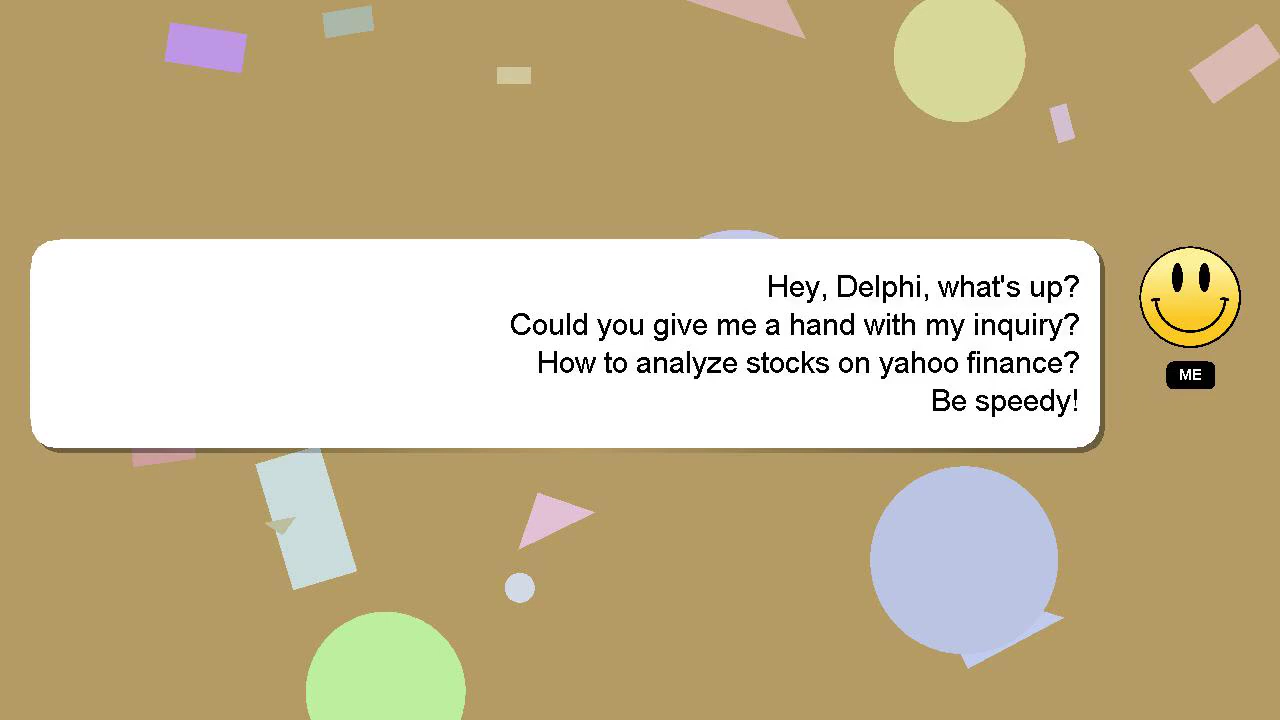 Hey, Delphi, what's up?
Could you give me a hand with my inquiry?
How to analyze stocks on yahoo finance?
Be speedy!
ME